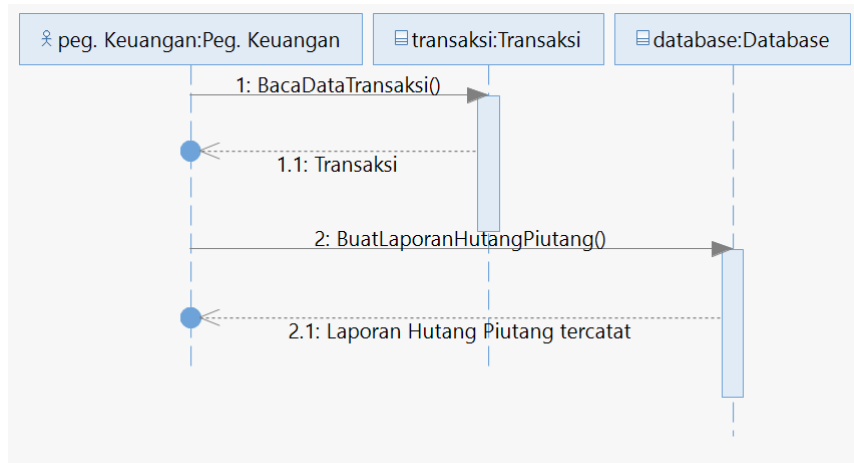 peg. Keuangan:Peg. Keuangan
transaksi:Transaksi
database:Database
1: BacaDataTransaksi()
1.1: Transaksi
2: BuatLaporanHutangPiutang()
2.1: Laporan Hutang Piutang tercatat